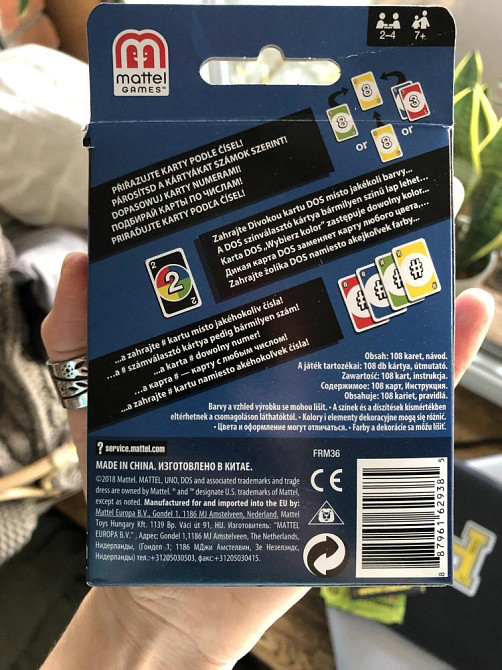 mattel
GAMES™
2–4
7+
8
8
3
8
or
or
8
PŘIŘAZUJTE KARTY PODLE ČÍSEL!
PÁROSÍTSD A KÁRTYÁKAT SZÁMOK SZERINT!
DOPASOWUJ KARTY NUMERAMI!
ПОДБИРАЙ КАРТЫ ПО ЧИСЛАМ!
PRIRAĎUJTE KARTY PODĽA ČÍSEL!
Zahrajte Divokou kartu DOS místo jakékoli barvy...
A DOS színválasztó kártya bármilyen színű lap lehet...
Karta DOS „Wybierz kolor” zastępuje dowolny kolor...
Дикая карта DOS заменяет карту любого цвета,...
Zahrajte žolíka DOS namiesto akejkoľvek farby...
2
2
2
#
...a zahrajte # kartu místo jakéhokoliv čísla!
...a # számválasztó kártya pedig bármilyen szám!
...a karta # dowolny numer!
...а карта # — карту с любым числом!
...a zahrajte # kartu namiesto akéhokoľvek čísla!
Obsah: 108 karet, návod.
A játék tartozékai: 108 db kártya, útmutató.
Zawartość: 108 kart, instrukcja.
Содержимое: 108 карт, Инструкция.
Obsahuje: 108 kariet, pravidlá.
Barvy a vzhled výrobku se mohou lišit. • A színek és a díszítések kismértékben
eltérhetnek a csomagoláson láthatóktól. • Kolory i elementy dekoracyjne mogą się różnić.
• Цвета и оформление могут отличаться. • Farby a dekorácie sa môžu líšiť.
? service.mattel.com
MADE IN CHINA. ИЗГОТОВЛЕНО В КИТАЕ.
©2018 Mattel. MATTEL, UNO, DOS and associated trademarks and trade
dress are owned by Mattel. ® and ™ designate U.S. trademarks of Mattel,
except as noted. Manufactured for and imported into the EU by:
Mattel Europa B.V., Gondel 1, 1186 MJ Amstelveen, Nederland. Mattel
Toys Hungary Kft. 1139 Bp. Váci út 91, HU. Изготовитель: "MATTEL
EUROPA B.V." , Адрес: Gondel 1,1186 MJ Amstelveen, The Netherlands,
Нидерланды, (Гондел 1; 1186 МДжи Амстелвин, Зе Незелэндс,
Нидерланды) тел.:+31205030503, факс:+31205030415.
FRM36
CE
8 87961 62938 5